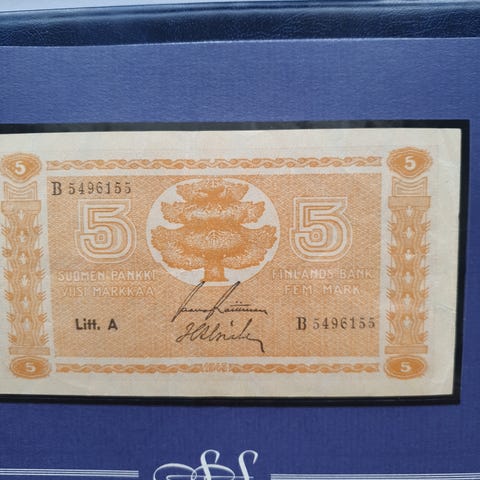 5 5
B 5496155
5 5
SUOMEN PANKKI FINLANDS BANK
VIISI MARKKAA FEM MARK
Litt. A B 5496155
5 5